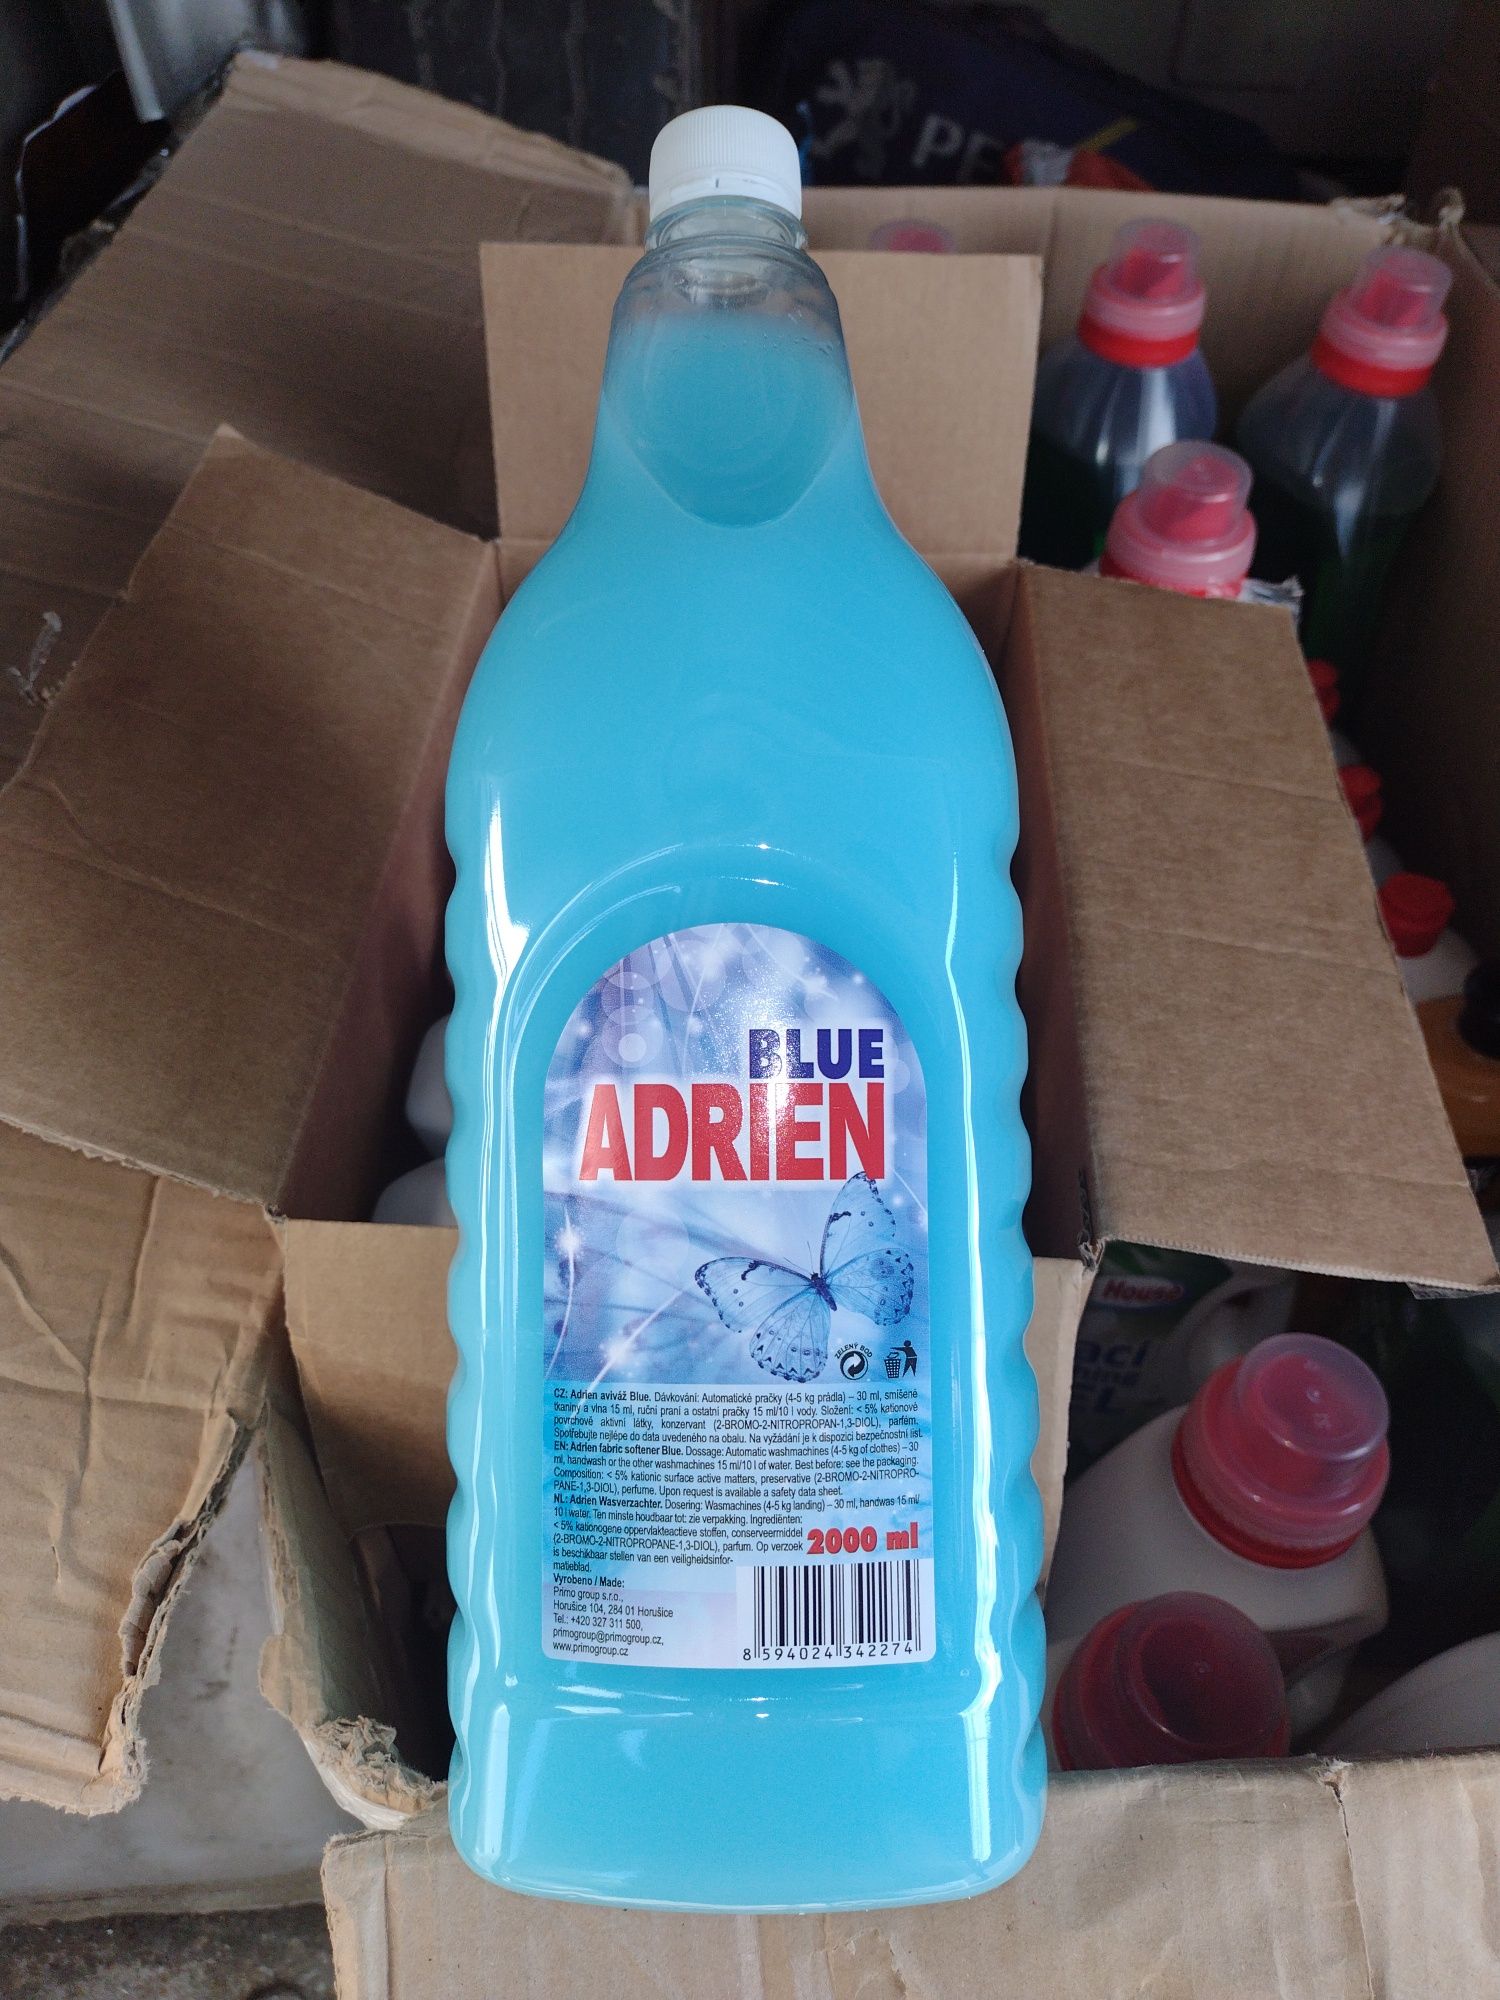 PE
BLUE
ADRIEN
ZELENÝ BOD
CZ: Adrien aviváž Blue. Dávkování: Automatické pračky (4-5 kg prádla) – 30 ml, smíšené
tkaniny a vlna 15 ml, ruční praní a ostatní pračky 15 ml/10 l vody. Složení: < 5% kationové
povrchově aktivní látky, konzervant (2-BROMO-2-NITROPROPAN-1,3-DIOL), parfém.
Spotřebujte nejlépe do data uvedeného na obalu. Na vyžádání je k dispozici bezpečnostní list.
EN: Adrien fabric softener Blue. Dossage: Automatic washmachines (4-5 kg of clothes) – 30
ml, handwash or the other washmachines 15 ml/10 l of water. Best before: see the packaging.
Composition: < 5% kationic surface active matters, preservative (2-BROMO-2-NITROPRO-
PANE-1,3-DIOL), perfume. Upon request is available a safety data sheet.
NL: Adrien Wasverzachter. Dosering: Wasmachines (4-5 kg landing) – 30 ml, handwas 15 ml/
10 l water. Ten minste houdbaar tot: zie verpakking. Ingrediënten:
< 5% kationogene oppervlakteactieve stoffen, conserveermiddel
(2-BROMO-2-NITROPROPANE-1,3-DIOL), parfum. Op verzoek
is beschikbaar stellen van een veiligheidsinfor-
matieblad.
2000 ml
Vyrobeno / Made:
Primo group s.r.o.,
Horušice 104, 284 01 Horušice
Tel.: +420 327 311 500,
primogroup@primogroup.cz,
www.primogroup.cz
8 594024 342274
House